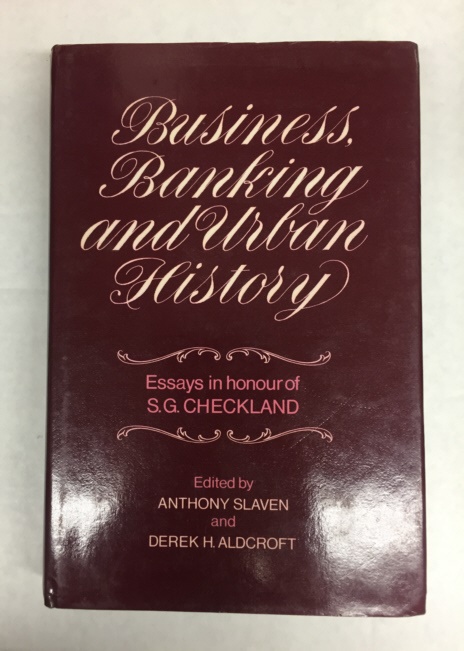 Business,
Banking
and Urban
History
Essays in honour of
S.G. CHECKLAND
Edited by
ANTHONY SLAVEN
and
DEREK H. ALDCROFT